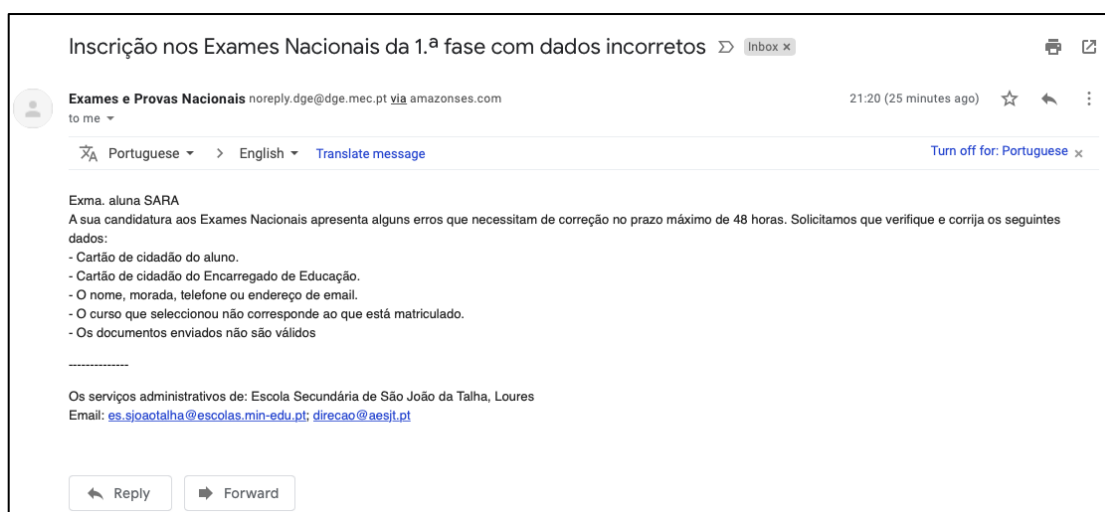 Inscrição nos Exames Nacionais da 1.ª fase com dados incorretos Inbox ×
Exames e Provas Nacionais noreply.dge@dge.mec.pt via amazonses.com 21:20 (25 minutes ago)
to me
Portuguese > English Translate message Turn off for: Portuguese ×
Exma. aluna SARA
A sua candidatura aos Exames Nacionais apresenta alguns erros que necessitam de correção no prazo máximo de 48 horas. Solicitamos que verifique e corrija os seguintes
dados:
- Cartão de cidadão do aluno.
- Cartão de cidadão do Encarregado de Educação.
- O nome, morada, telefone ou endereço de email.
- O curso que seleccionou não corresponde ao que está matriculado.
- Os documentos enviados não são válidos
--------------
Os serviços administrativos de: Escola Secundária de São João da Talha, Loures
Email: es.sjoaotalha@escolas.min-edu.pt; direcao@aesjt.pt
Reply Forward